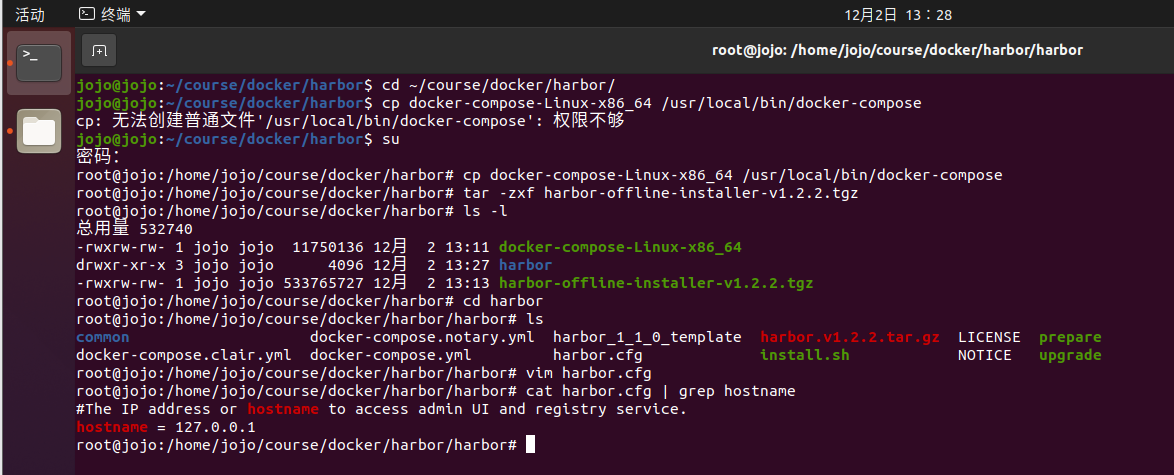 活动 终端 12月2日 13：28
root@jojo: /home/jojo/course/docker/harbor/harbor
jojo@jojo:~/course/docker/harbor$ cd ~/course/docker/harbor/
jojo@jojo:~/course/docker/harbor$ cp docker-compose-Linux-x86_64 /usr/local/bin/docker-compose
cp: 无法创建普通文件'/usr/local/bin/docker-compose': 权限不够
jojo@jojo:~/course/docker/harbor$ su
密码：
root@jojo:/home/jojo/course/docker/harbor# cp docker-compose-Linux-x86_64 /usr/local/bin/docker-compose
root@jojo:/home/jojo/course/docker/harbor# tar -zxf harbor-offline-installer-v1.2.2.tgz
root@jojo:/home/jojo/course/docker/harbor# ls -l
总用量 532740
-rwxrw-rw- 1 jojo jojo  11750136 12月  2 13:11 docker-compose-Linux-x86_64
drwxr-xr-x 3 jojo jojo      4096 12月  2 13:27 harbor
-rwxrw-rw- 1 jojo jojo 533765727 12月  2 13:13 harbor-offline-installer-v1.2.2.tgz
root@jojo:/home/jojo/course/docker/harbor# cd harbor
root@jojo:/home/jojo/course/docker/harbor/harbor# ls
common                    docker-compose.notary.yml  harbor_1_1_0_template  harbor.v1.2.2.tar.gz  LICENSE  prepare
docker-compose.clair.yml  docker-compose.yml         harbor.cfg             install.sh            NOTICE   upgrade
root@jojo:/home/jojo/course/docker/harbor/harbor# vim harbor.cfg
root@jojo:/home/jojo/course/docker/harbor/harbor# cat harbor.cfg | grep hostname
#The IP address or hostname to access admin UI and registry service.
hostname = 127.0.0.1
root@jojo:/home/jojo/course/docker/harbor/harbor#